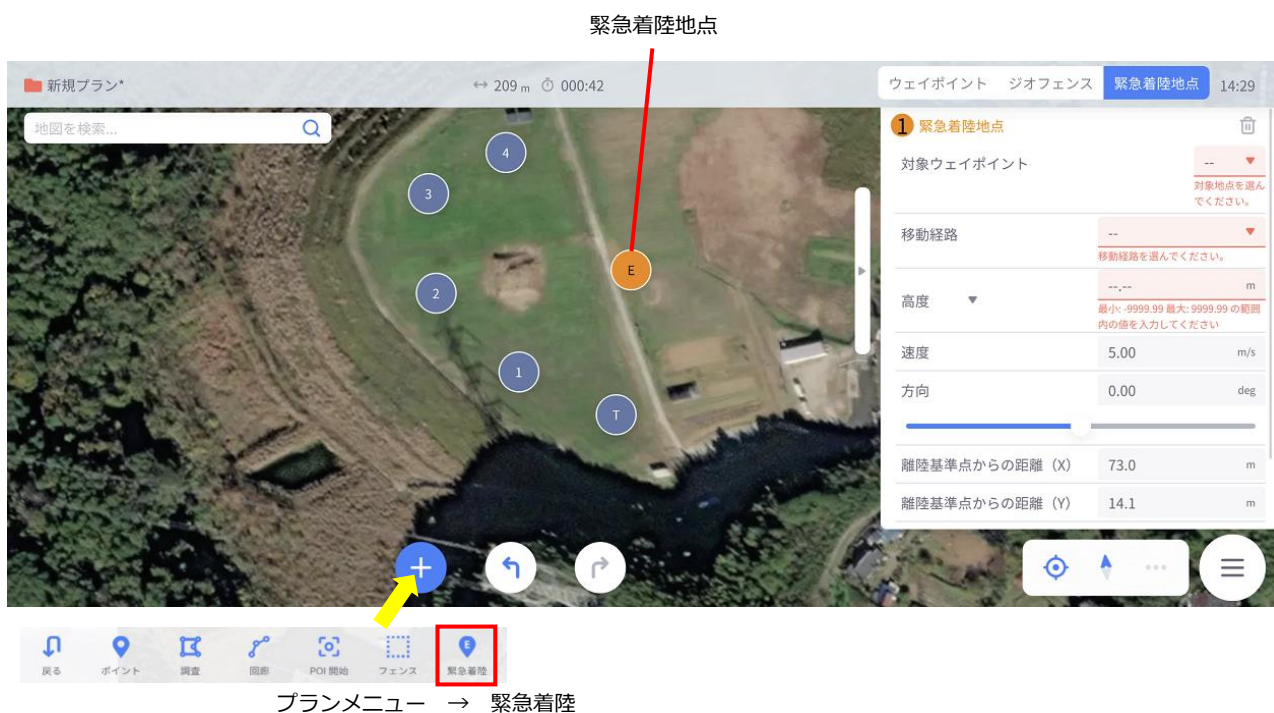 緊急着陸地点
新規プラン*
209 m 000:42
ウェイポイント ジオフェンス 緊急着陸地点 14:29
地図を検索...
1 緊急着陸地点
対象ウェイポイント --
対象地点を選ん
でください。
移動経路 --
移動経路を選んでください。
高度 --.-- m
最小: -9999.99 最大: 9999.99 の範囲
内の値を入力してください
速度 5.00 m/s
方向 0.00 deg
離陸基準点からの距離（X） 73.0 m
離陸基準点からの距離（Y） 14.1 m
4
3
E
2
1
T
戻る ポイント 調査 回廊 POI 開始 フェンス E 緊急着陸
プランメニュー → 緊急着陸